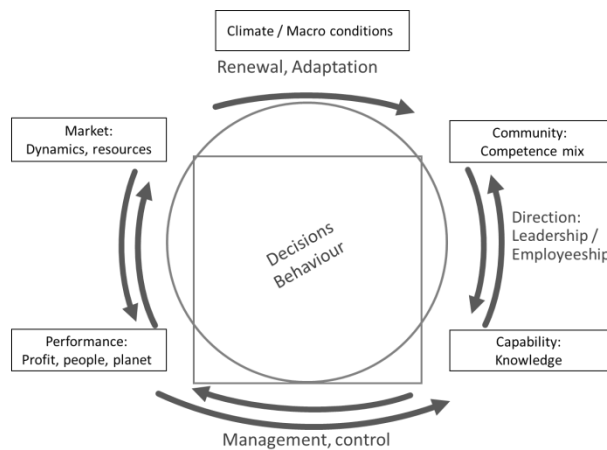 Climate / Macro conditions
Renewal, Adaptation
Market:
Dynamics, resources
Community:
Competence mix
Direction:
Leadership /
Employeeship
Decisions
Behaviour
Performance:
Profit, people, planet
Capability:
Knowledge
Management, control